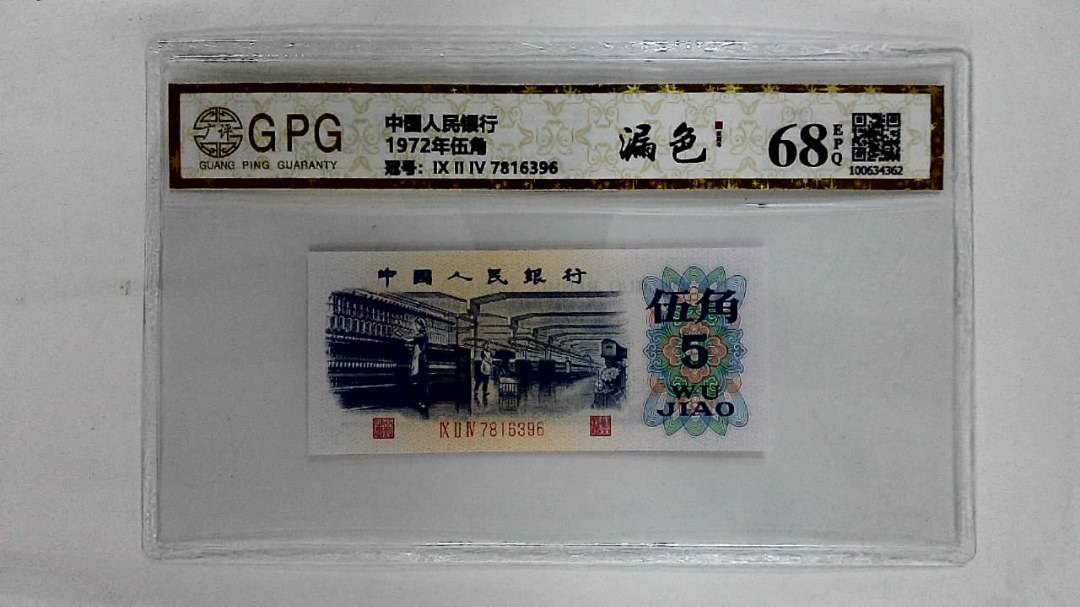 广评
GPG
GUANG PING GUARANTY
中國人民銀行
1972年伍角
冠号: IX II IV 7816396
漏色
68
EPQ
100634362
中國人民銀行
伍角
5
WU
JIAO
IX II IV 7816396